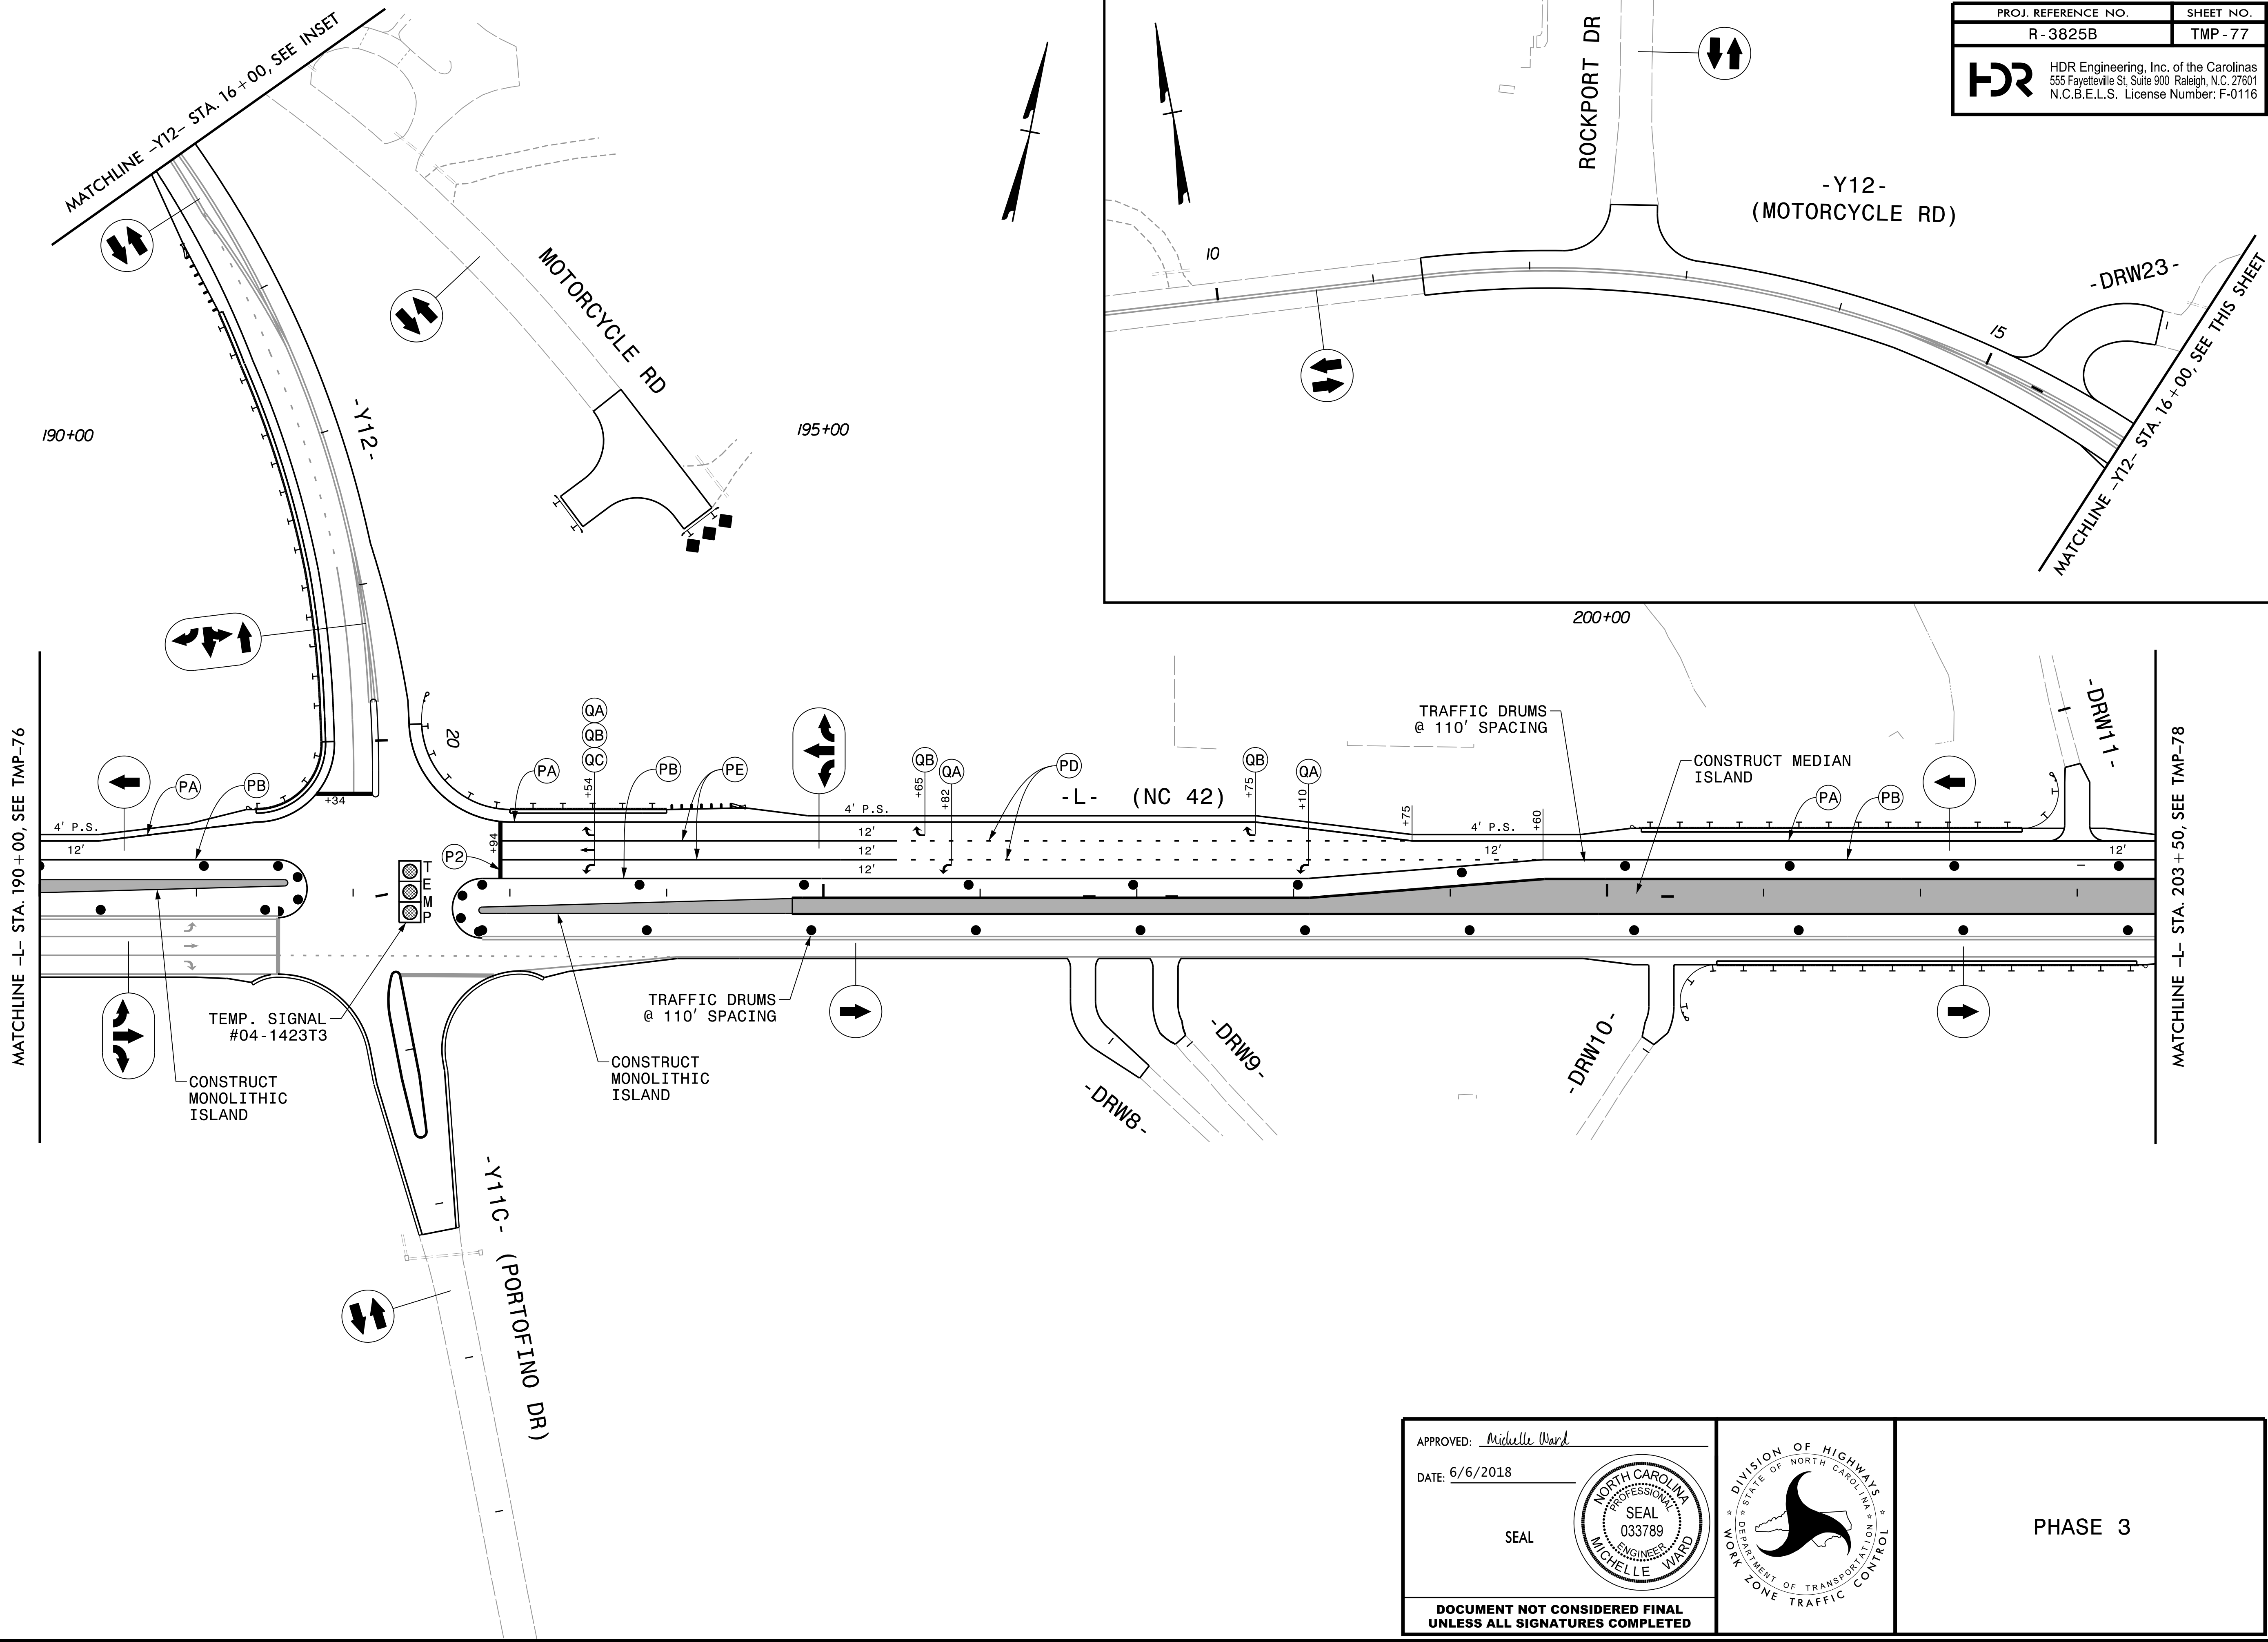 PROJ. REFERENCE NO.
SHEET NO.
R-3825B
TMP-77
HDR
HDR Engineering, Inc. of the Carolinas
555 Fayetteville St, Suite 900 Raleigh, N.C. 27601
N.C.B.E.L.S. License Number: F-0116
MATCHLINE -Y12- STA. 16+00, SEE INSET
MOTORCYCLE RD
-Y12-
190+00
195+00
ROCKPORT DR
-Y12-
(MOTORCYCLE RD)
10
15
-DRW23-
MATCHLINE -Y12- STA. 16+00, SEE THIS SHEET
200+00
MATCHLINE -L- STA. 190+00, SEE TMP-76
PA
PB
4' P.S.
12'
+34
20
P2
+94
PA
QA
QB
QC
+54
PB
PE
12'
12'
12'
4' P.S.
QB
+65
QA
+82
PD
-L- (NC 42)
QB
+75
QA
+10
+75
+60
4' P.S.
12'
TRAFFIC DRUMS
@ 110' SPACING
CONSTRUCT MEDIAN
ISLAND
PA
PB
12'
-DRW11-
MATCHLINE -L- STA. 203+50, SEE TMP-78
TEMP
TEMP. SIGNAL
#04-1423T3
CONSTRUCT
MONOLITHIC
ISLAND
TRAFFIC DRUMS
@ 110' SPACING
CONSTRUCT
MONOLITHIC
ISLAND
-DRW8-
-DRW9-
-DRW10-
-Y11C- (PORTOFINO DR)
APPROVED: Michelle Ward
DATE: 6/6/2018
SEAL
NORTH CAROLINA
PROFESSIONAL
SEAL
033789
ENGINEER
MICHELLE WARD
DOCUMENT NOT CONSIDERED FINAL
UNLESS ALL SIGNATURES COMPLETED
DIVISION OF HIGHWAYS
STATE OF NORTH CAROLINA
DEPARTMENT OF TRANSPORTATION
WORK ZONE TRAFFIC CONTROL
PHASE 3